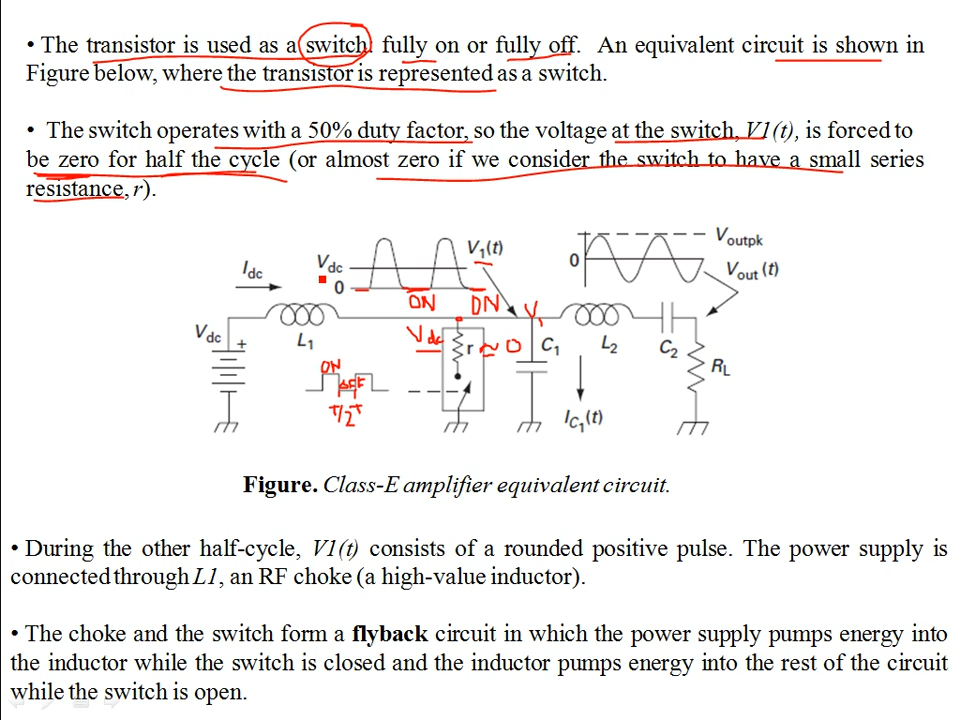 • The transistor is used as a switch: fully on or fully off. An equivalent circuit is shown in
Figure below, where the transistor is represented as a switch.
• The switch operates with a 50% duty factor, so the voltage at the switch, V1(t), is forced to
be zero for half the cycle (or almost zero if we consider the switch to have a small series
resistance, r).
Vdc
0
V1(t)
0
Voutpk
Vout (t)
Idc
ON
ON
V1
Vdc
+
L1
Vdc
r
≈ 0
C1
L2
C2
RL
ON
OFF
T/2
T
IC1(t)
Figure. Class-E amplifier equivalent circuit.
• During the other half-cycle, V1(t) consists of a rounded positive pulse. The power supply is
connected through L1, an RF choke (a high-value inductor).
• The choke and the switch form a flyback circuit in which the power supply pumps energy into
the inductor while the switch is closed and the inductor pumps energy into the rest of the circuit
while the switch is open.